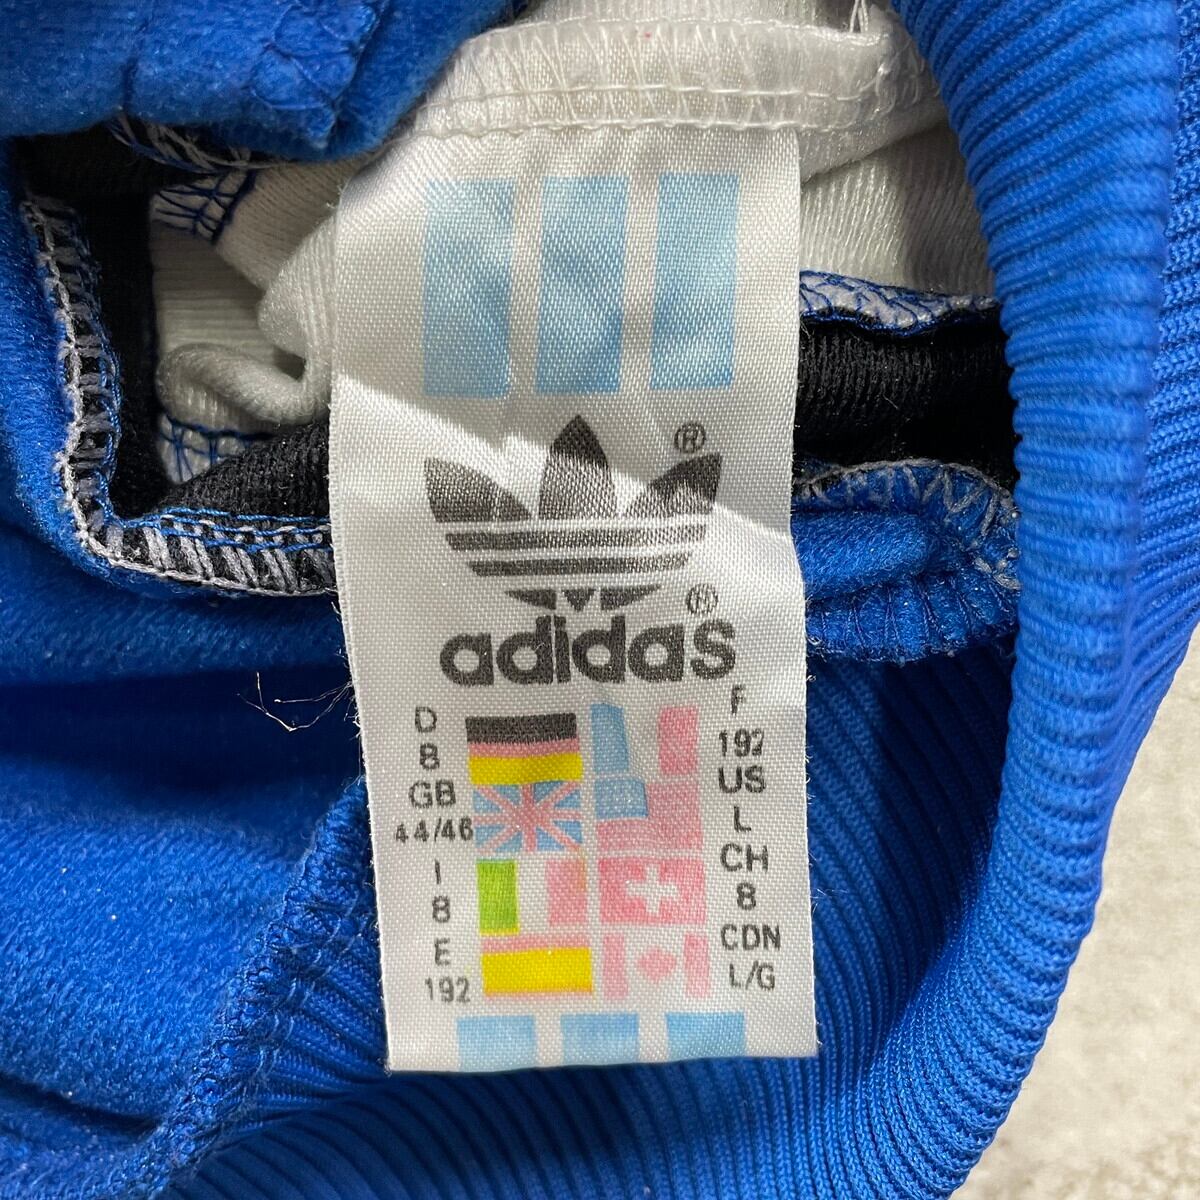 ®
®
adidas
D
8
GB
44/46
I
8
E
192
F
192
US
L
CH
8
CDN
L/G